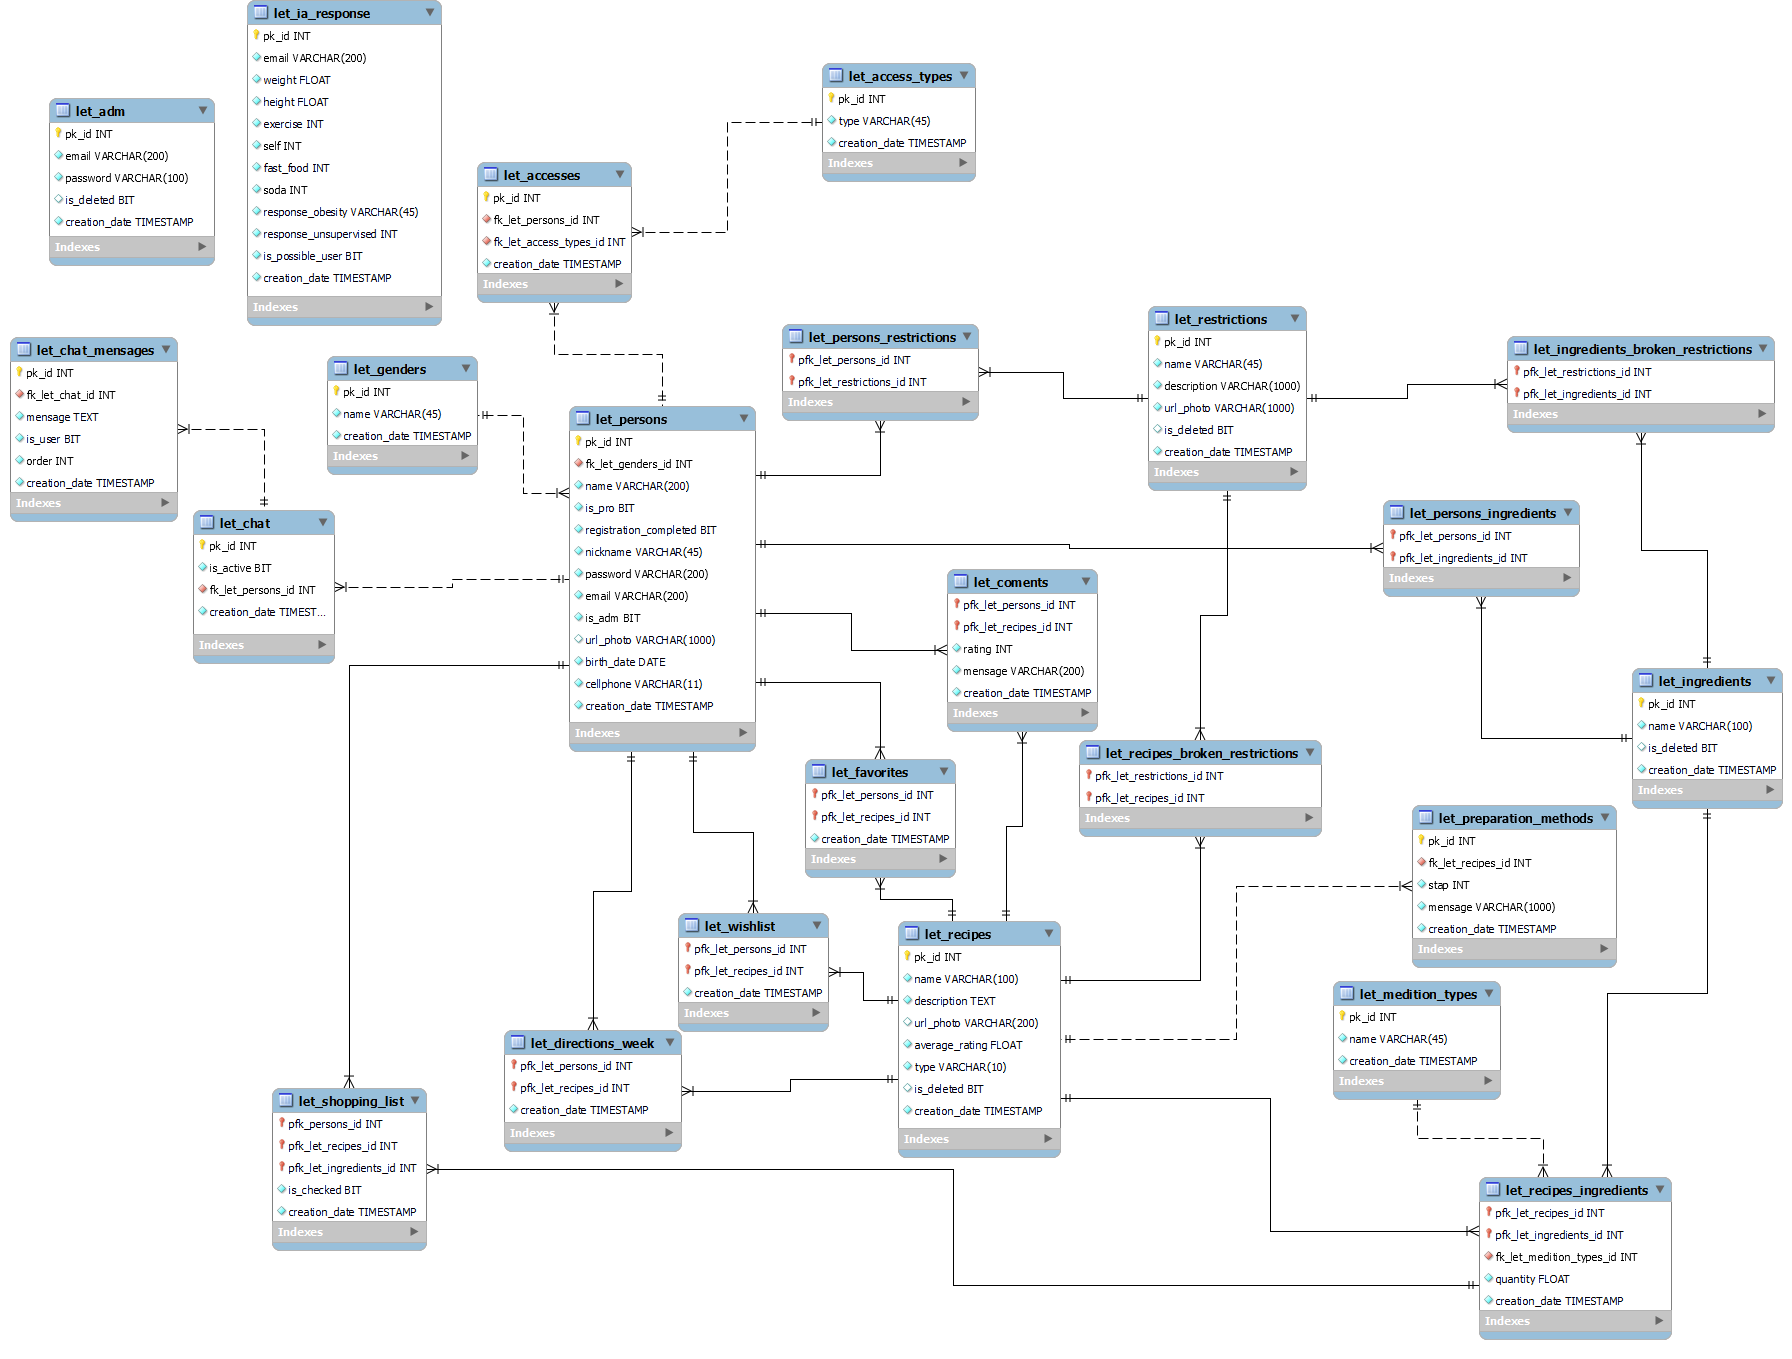 let_ia_response
pk_id INT
email VARCHAR(200)
weight FLOAT
height FLOAT
exercise INT
self INT
fast_food INT
soda INT
response_obesity VARCHAR(45)
response_unsupervised INT
is_possible_user BIT
creation_date TIMESTAMP
Indexes
let_adm
pk_id INT
email VARCHAR(200)
password VARCHAR(100)
is_deleted BIT
creation_date TIMESTAMP
Indexes
let_access_types
pk_id INT
type VARCHAR(45)
creation_date TIMESTAMP
Indexes
let_accesses
pk_id INT
fk_let_persons_id INT
fk_let_access_types_id INT
creation_date TIMESTAMP
Indexes
let_chat_mensages
pk_id INT
fk_let_chat_id INT
mensage TEXT
is_user BIT
order INT
creation_date TIMESTAMP
Indexes
let_genders
pk_id INT
name VARCHAR(45)
creation_date TIMESTAMP
Indexes
let_persons_restrictions
pfk_let_persons_id INT
pfk_let_restrictions_id INT
Indexes
let_restrictions
pk_id INT
name VARCHAR(45)
description VARCHAR(1000)
url_photo VARCHAR(1000)
is_deleted BIT
creation_date TIMESTAMP
Indexes
let_ingredients_broken_restrictions
pfk_let_restrictions_id INT
pfk_let_ingredients_id INT
Indexes
let_persons
pk_id INT
fk_let_genders_id INT
name VARCHAR(200)
is_pro BIT
registration_completed BIT
nickname VARCHAR(45)
password VARCHAR(200)
email VARCHAR(200)
is_adm BIT
url_photo VARCHAR(1000)
birth_date DATE
cellphone VARCHAR(11)
creation_date TIMESTAMP
Indexes
let_chat
pk_id INT
is_active BIT
fk_let_persons_id INT
creation_date TIMEST...
Indexes
let_persons_ingredients
pfk_let_persons_id INT
pfk_let_ingredients_id INT
Indexes
let_coments
pfk_let_persons_id INT
pfk_let_recipes_id INT
rating INT
mensage VARCHAR(200)
creation_date TIMESTAMP
Indexes
let_ingredients
pk_id INT
name VARCHAR(100)
is_deleted BIT
creation_date TIMESTAMP
Indexes
let_recipes_broken_restrictions
pfk_let_restrictions_id INT
pfk_let_recipes_id INT
Indexes
let_favorites
pfk_let_persons_id INT
pfk_let_recipes_id INT
creation_date TIMESTAMP
Indexes
let_preparation_methods
pk_id INT
fk_let_recipes_id INT
stap INT
mensage VARCHAR(1000)
creation_date TIMESTAMP
Indexes
let_wishlist
pfk_let_persons_id INT
pfk_let_recipes_id INT
creation_date TIMESTAMP
Indexes
let_recipes
pk_id INT
name VARCHAR(100)
description TEXT
url_photo VARCHAR(200)
average_rating FLOAT
type VARCHAR(10)
is_deleted BIT
creation_date TIMESTAMP
Indexes
let_medition_types
pk_id INT
name VARCHAR(45)
creation_date TIMESTAMP
Indexes
let_directions_week
pfk_let_persons_id INT
pfk_let_recipes_id INT
creation_date TIMESTAMP
Indexes
let_shopping_list
pfk_persons_id INT
pfk_let_recipes_id INT
pfk_let_ingredients_id INT
is_checked BIT
creation_date TIMESTAMP
Indexes
let_recipes_ingredients
pfk_let_recipes_id INT
pfk_let_ingredients_id INT
fk_let_medition_types_id INT
quantity FLOAT
creation_date TIMESTAMP
Indexes